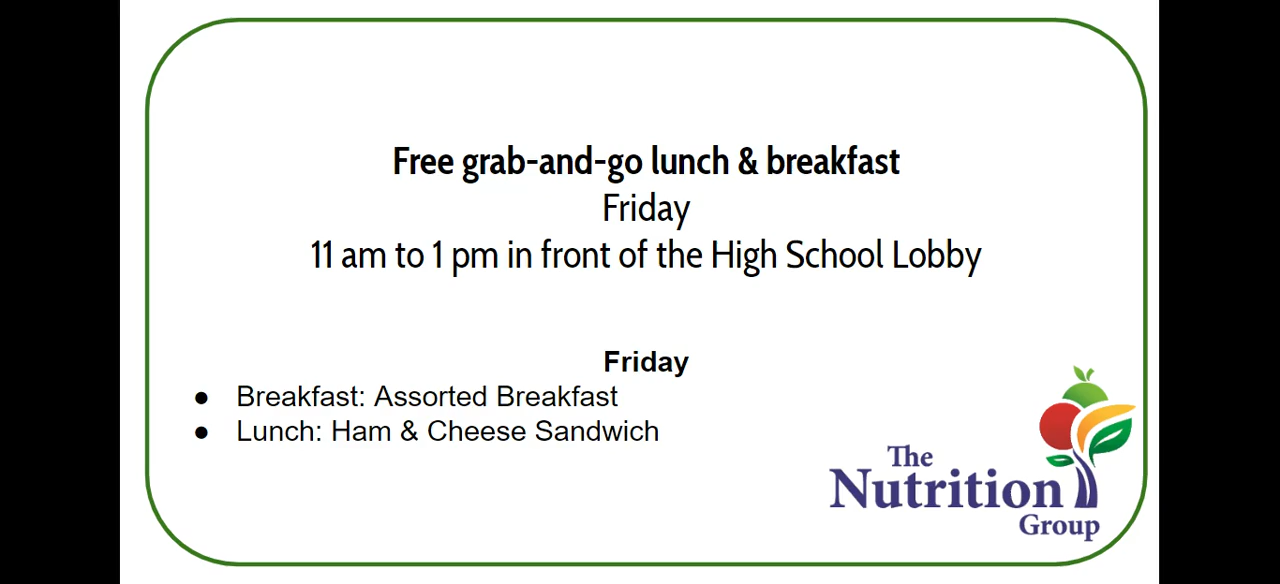 Free grab-and-go lunch & breakfast
Friday
11 am to 1 pm in front of the High School Lobby
Friday
● Breakfast: Assorted Breakfast
● Lunch: Ham & Cheese Sandwich
The
Nutrition
Group